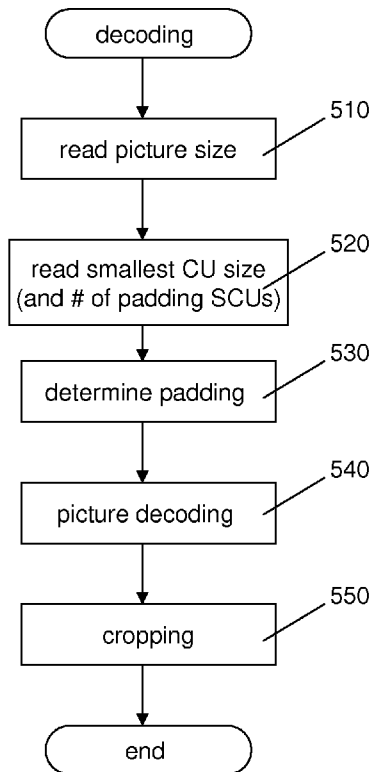 decoding
510
read picture size
520
read smallest CU size
(and # of padding SCUs)
530
determine padding
540
picture decoding
550
cropping
end